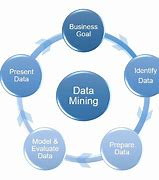 Business
Goal
Identify
Data
Prepare
Data
Model &
Evaluate
Data
Present
Data
Data
Mining